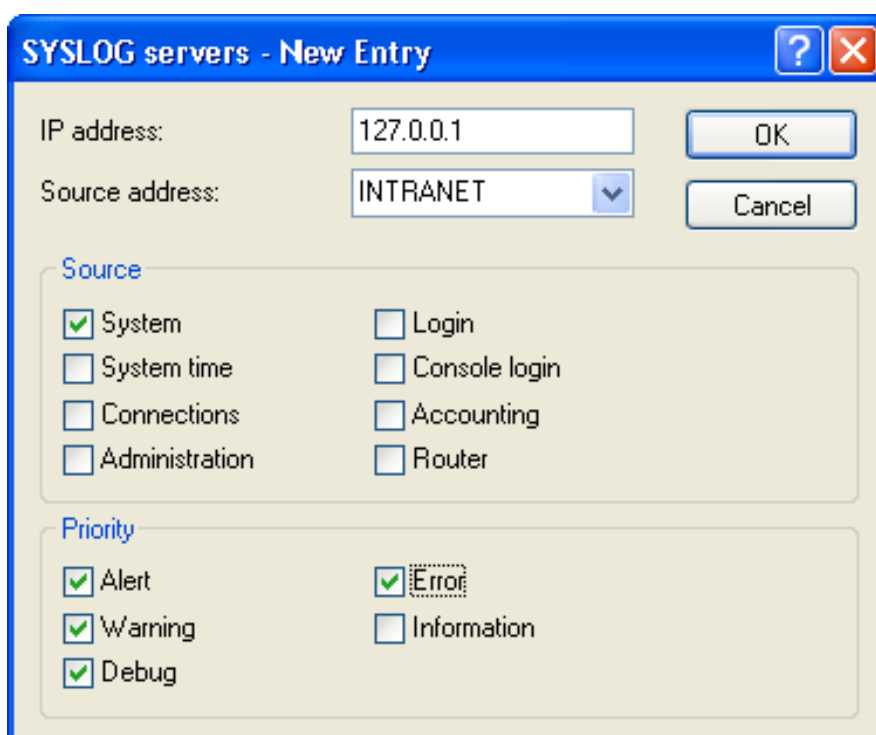 SYSLOG servers - New Entry
IP address: 127.0.0.1 OK
Source address: INTRANET Cancel
Source
System Login
System time Console login
Connections Accounting
Administration Router
Priority
Alert Error
Warning Information
Debug